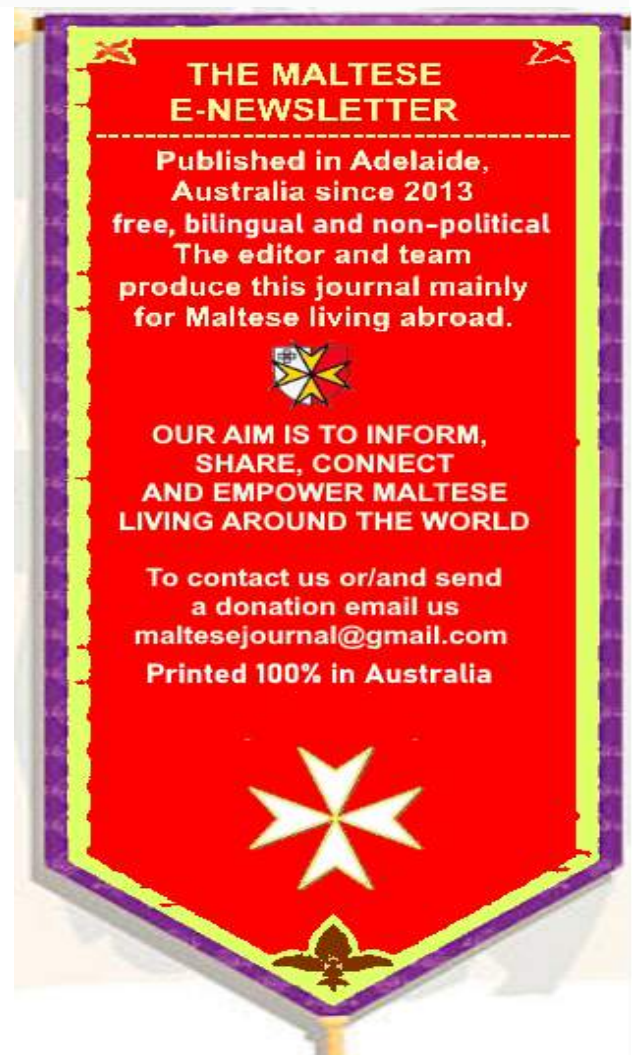 THE MALTESE
E-NEWSLETTER
Published in Adelaide,
Australia since 2013
free, bilingual and non-political
The editor and team
produce this journal mainly
for Maltese living abroad.
OUR AIM IS TO INFORM,
SHARE, CONNECT
AND EMPOWER MALTESE
LIVING AROUND THE WORLD
To contact us or/and send
a donation email us
maltesejournal@gmail.com
Printed 100% in Australia